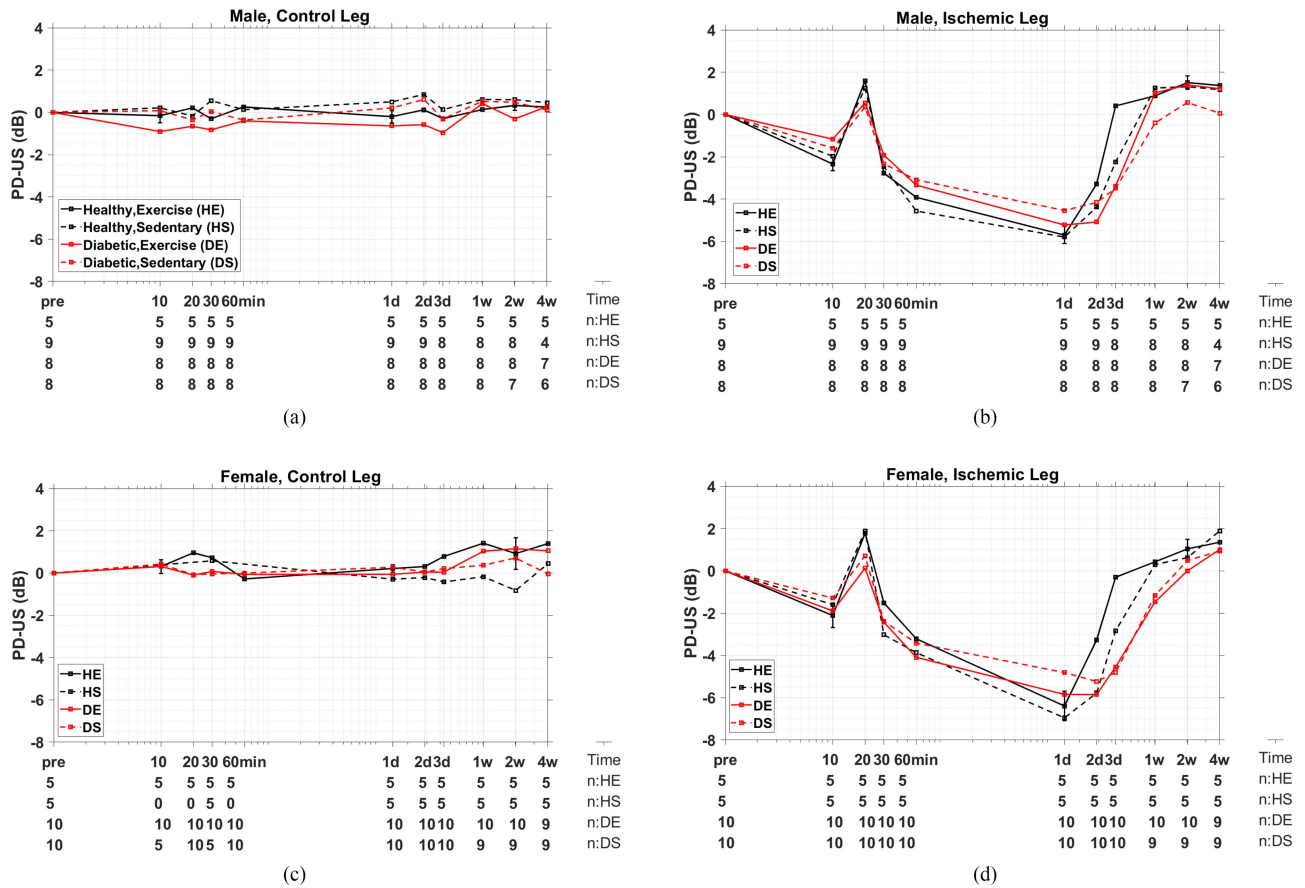 Male, Control Leg
4
2
0
-2
-4
-6
-8
PD-US (dB)
Healthy,Exercise (HE)
Healthy,Sedentary (HS)
Diabetic,Exercise (DE)
Diabetic,Sedentary (DS)
pre 10 20 30 60min 1d 2d 3d 1w 2w 4w Time
5 5 5 5 5 5 5 5 5 5 5 n:HE
9 9 9 9 9 9 9 8 8 8 4 n:HS
8 8 8 8 8 8 8 8 8 8 7 n:DE
8 8 8 8 8 8 8 8 8 7 6 n:DS
(a)
Male, Ischemic Leg
4
2
0
-2
-4
-6
-8
PD-US (dB)
HE
HS
DE
DS
pre 10 20 30 60min 1d 2d3d 1w 2w 4w Time
5 5 5 5 5 5 5 5 5 5 5 n:HE
9 9 9 9 9 9 9 8 8 8 4 n:HS
8 8 8 8 8 8 8 8 8 8 7 n:DE
8 8 8 8 8 8 8 8 8 7 6 n:DS
(b)
Female, Control Leg
4
2
0
-2
-4
-6
-8
PD-US (dB)
HE
HS
DE
DS
pre 10 20 30 60min 1d 2d3d 1w 2w 4w Time
5 5 5 5 5 5 5 5 5 5 5 n:HE
5 0 0 5 0 5 5 5 5 5 5 n:HS
10 10 10 10 10 10 10 10 10 10 9 n:DE
10 5 10 5 10 10 10 10 9 9 9 n:DS
(c)
Female, Ischemic Leg
4
2
0
-2
-4
-6
-8
PD-US (dB)
HE
HS
DE
DS
pre 10 20 30 60min 1d 2d3d 1w 2w 4w Time
5 5 5 5 5 5 5 5 5 5 5 n:HE
5 5 5 5 5 5 5 5 5 5 5 n:HS
10 10 10 10 10 10 10 10 10 10 9 n:DE
10 10 10 10 10 10 10 10 9 9 9 n:DS
(d)